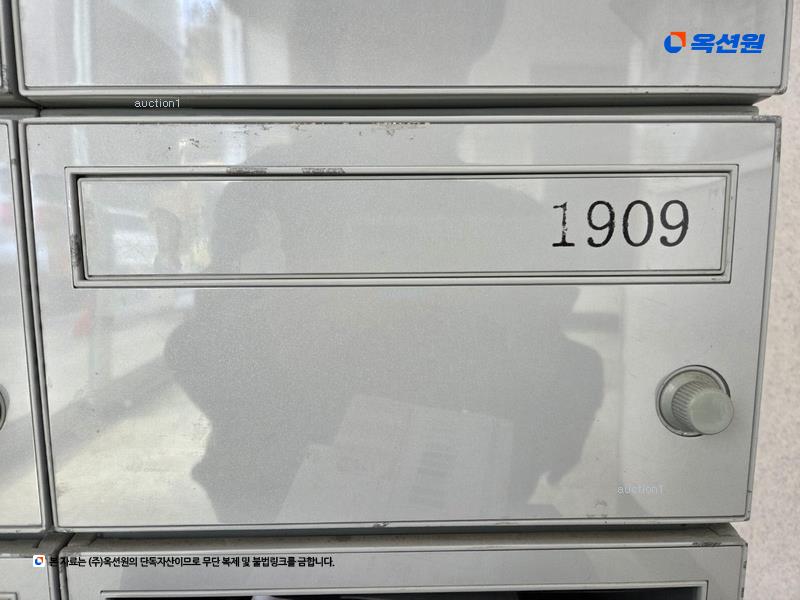 옥션원
auction1
1909
auction1
본 자료는 (주)옥션원의 단독자산이므로 무단 복제 및 불법링크를 금합니다.